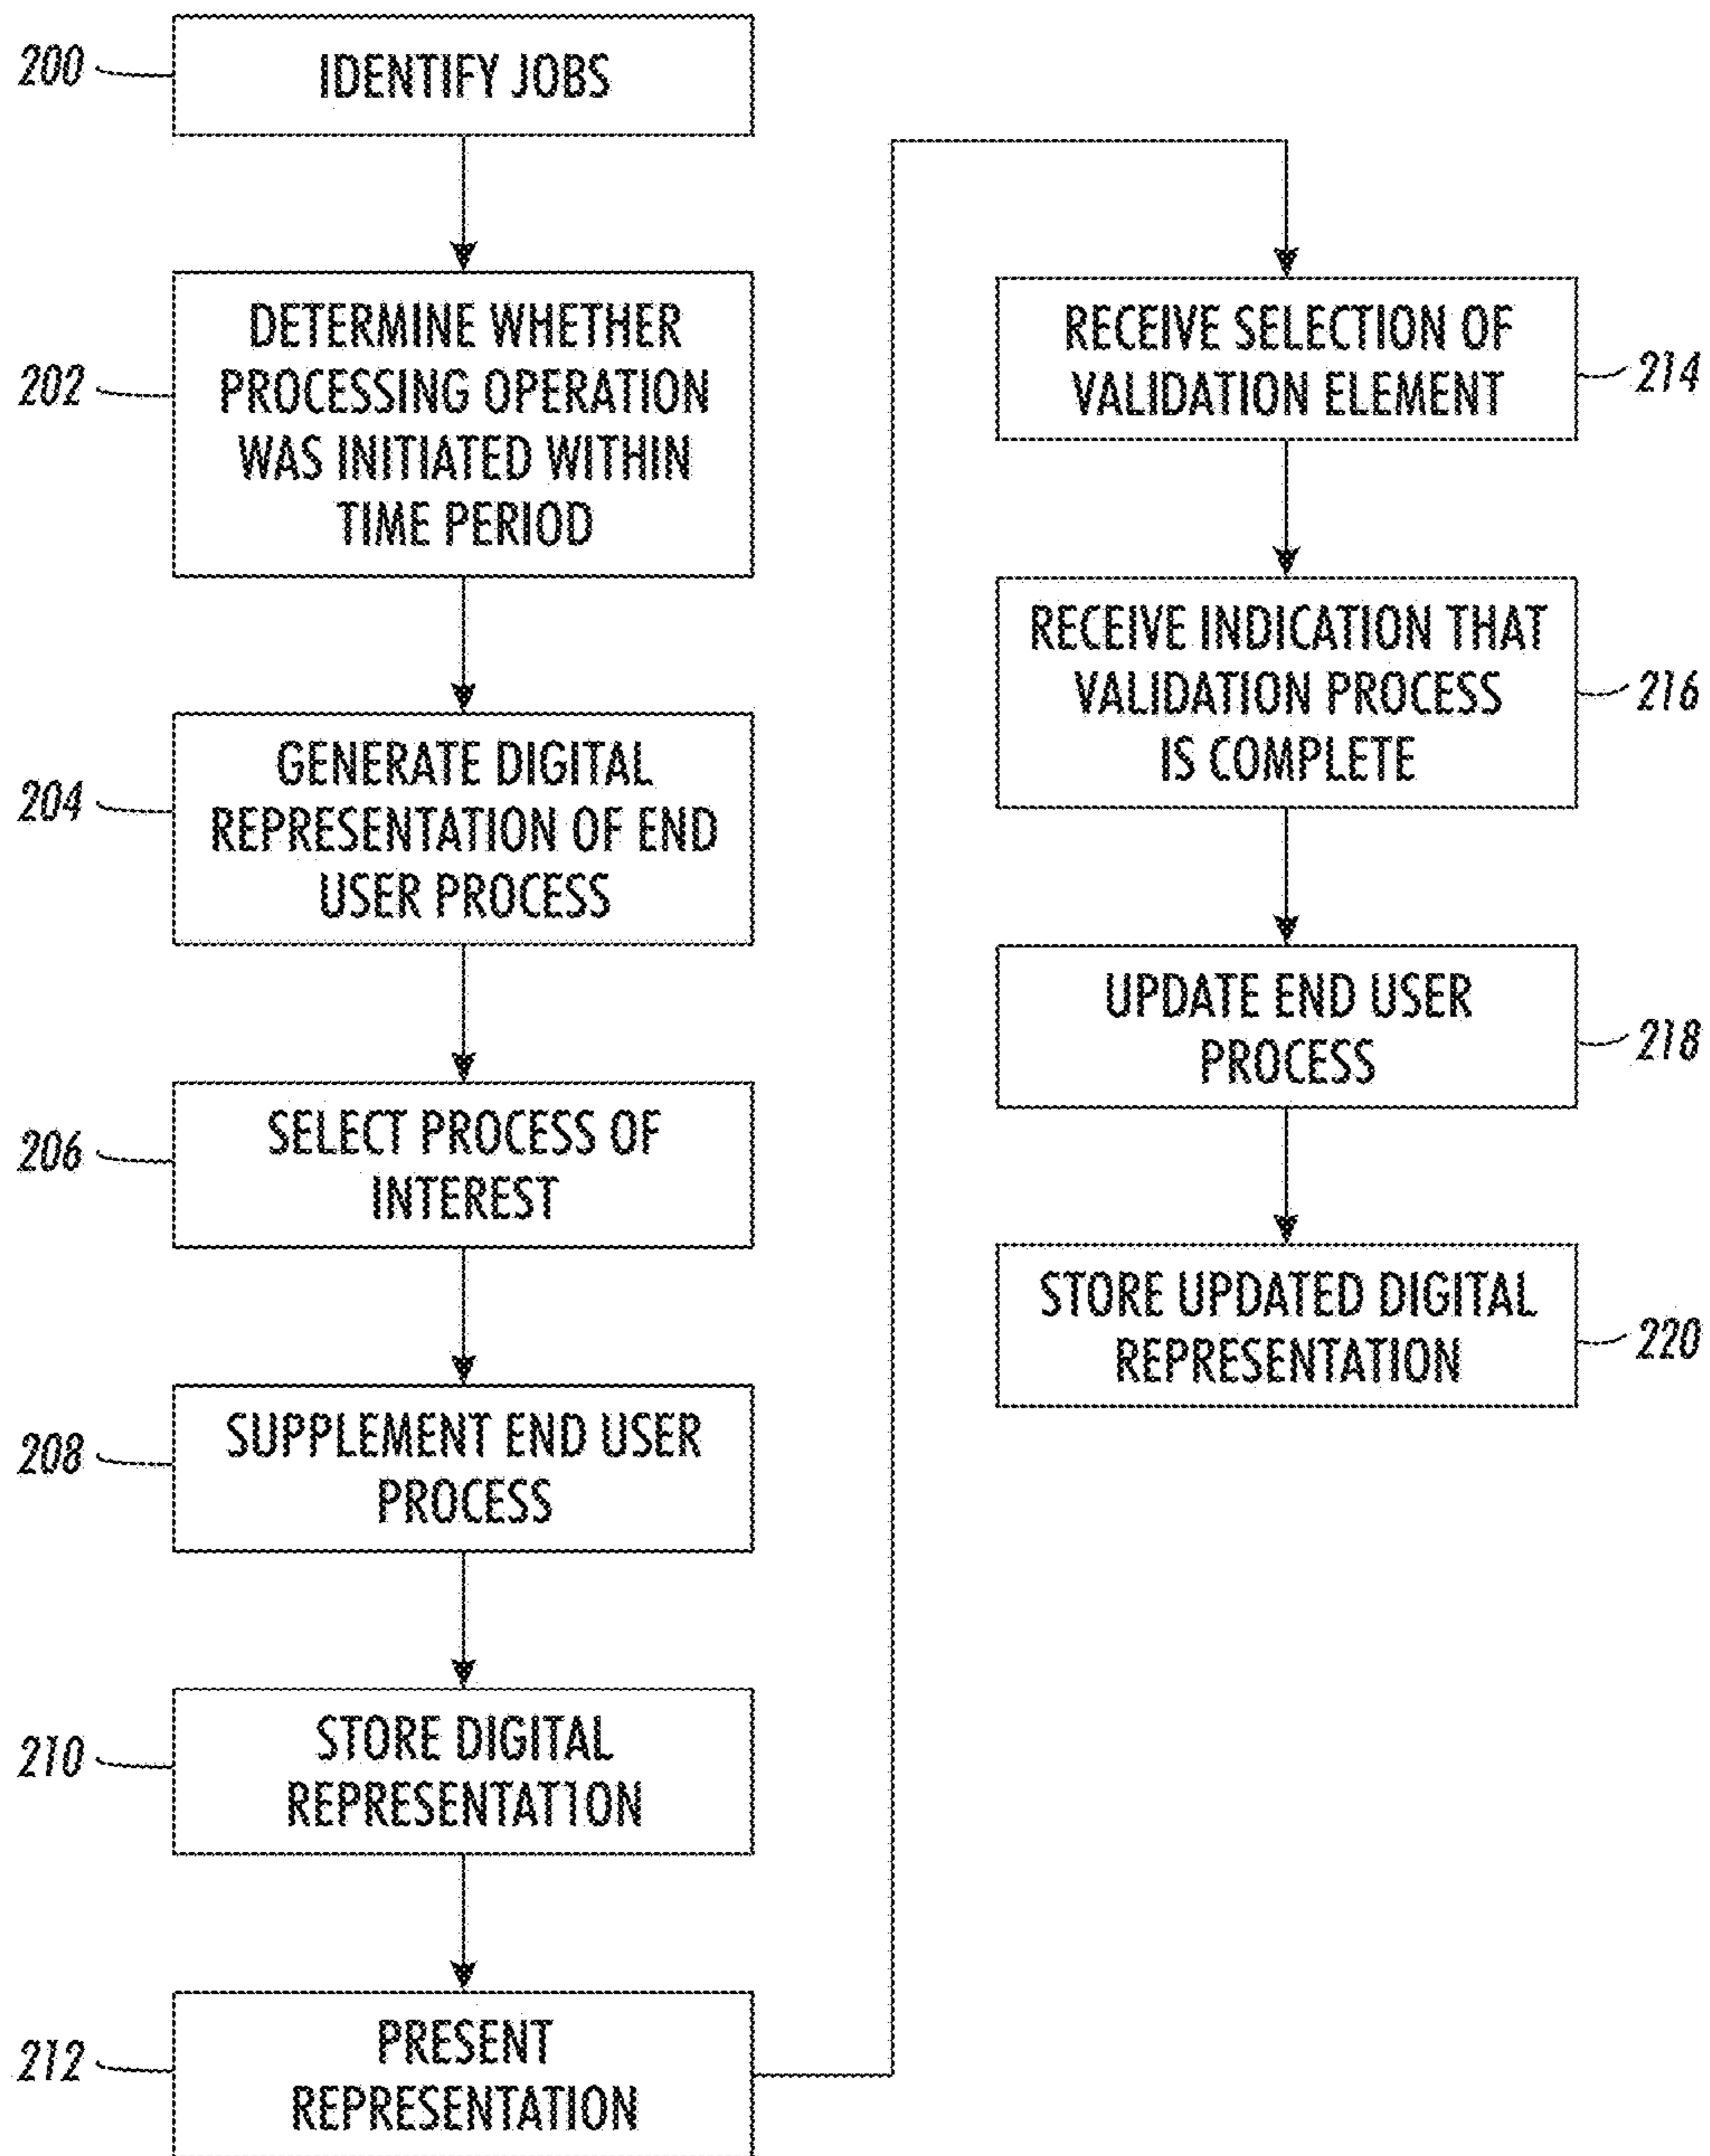 200
IDENTIFY JOBS
202
DETERMINE WHETHER
PROCESSING OPERATION
WAS INITIATED WITHIN
TIME PERIOD
204
GENERATE DIGITAL
REPRESENTATION OF END
USER PROCESS
206
SELECT PROCESS OF
INTEREST
208
SUPPLEMENT END USER
PROCESS
210
STORE DIGITAL
REPRESENTATION
212
PRESENT
REPRESENTATION
RECEIVE SELECTION OF
VALIDATION ELEMENT
214
RECEIVE INDICATION THAT
VALIDATION PROCESS
IS COMPLETE
216
UPDATE END USER
PROCESS
218
STORE UPDATED DIGITAL
REPRESENTATION
220